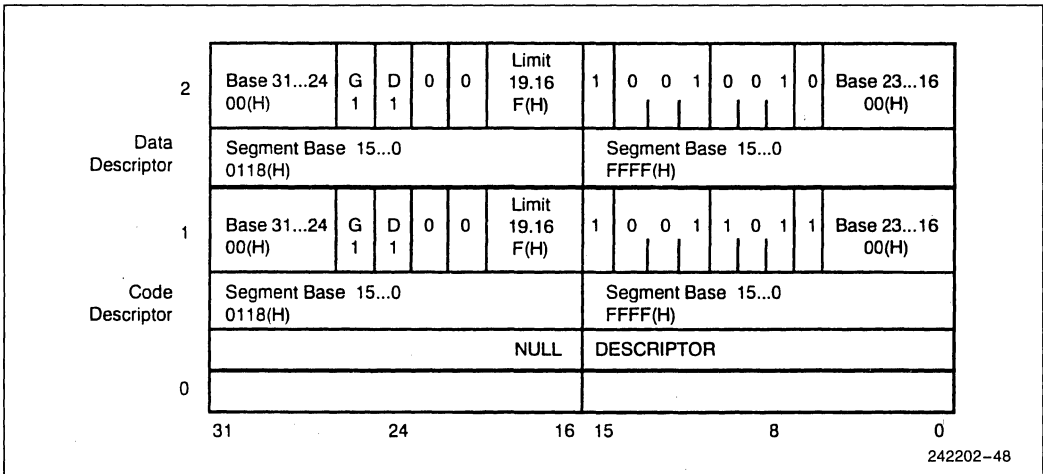 2 Base 31...24 G D 0 0 Limit 1 0 0 1 0 0 1 0 Base 23...16
00(H) 1 1 19.16 00(H)
F(H)
Data Segment Base 15...0 Segment Base 15...0
Descriptor 0118(H) FFFF(H)
1 Base 31...24 G D 0 0 Limit 1 0 0 1 1 0 1 1 Base 23...16
00(H) 1 1 19.16 00(H)
F(H)
Code Segment Base 15...0 Segment Base 15...0
Descriptor 0118(H) FFFF(H)
NULL DESCRIPTOR
0
31 24 16 15 8 0
242202-48